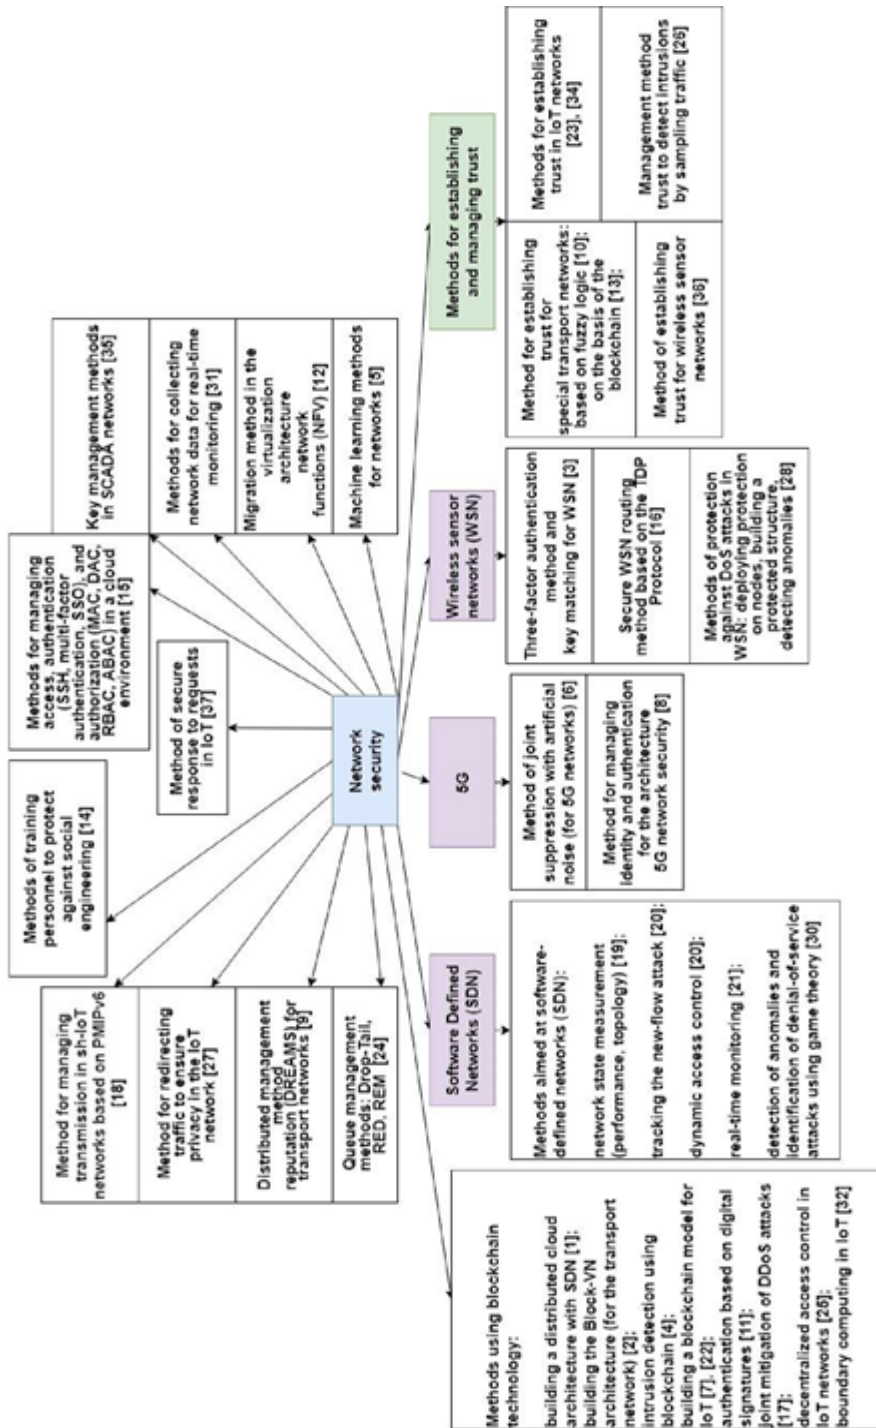 Method for managing
transmission in sh-IoT
networks based on PMIPv6
[18]
Method for redirecting
traffic to ensure
privacy in the IoT
network [27]
Distributed management
method
reputation (DREAMS) for
transport networks [9]
Queue management
methods: Drop-Tail,
RED, REM [24]
Methods of training
personnel to protect
against social
engineering [14]
Method of secure
response to requests
in IoT [37]
Methods for managing
access, authentication
(SSH, multi-factor
authentication, SSO), and
authorization (MAC, DAC,
RBAC, ABAC) in a cloud
environment [15]
Key management methods
in SCADA networks [35]
Methods for collecting
network data for real-time
monitoring [31]
Migration method in the
virtualization
architecture
network
functions (NFV) [12]
Machine learning methods
for networks [5]
Network
security
Software Defined
Networks (SDN)
5G
Wireless sensor
networks (WSN)
Methods for establishing
and managing trust
Methods using blockchain
technology:
building a distributed cloud
architecture with SDN [1]:
building the Block-VN
architecture (for the transport
network) [2]:
intrusion detection using
blockchain [4]:
building a blockchain model for
IoT [7]. [22]:
authentication based on digital
signatures [11]:
joint mitigation of DDoS attacks
[17]:
decentralized access control in
IoT networks [25]:
boundary computing in IoT [32]
Methods aimed at software-
defined networks (SDN):
network state measurement
(performance, topology) [19]:
tracking the new-flow attack [20]:
dynamic access control [20]:
real-time monitoring [21]:
detection of anomalies and
identification of denial-of-service
attacks using game theory [30]
Method of joint
suppression with artificial
noise (for 5G networks) [6]
Method for managing
identity and authentication
for the architecture
5G network security [8]
Three-factor authentication
method and
key matching for WSN [3]
Secure WSN routing
method based on the TDP
Protocol [16]
Methods of protection
against DoS attacks in
WSN: deploying protection
on nodes, building a
protected structure,
detecting anomalies [28]
Method for establishing
trust for
special transport networks:
based on fuzzy logic [10]:
on the basis of the
blockchain [13]:
Method of establishing
trust for wireless sensor
networks [36]
Methods for establishing
trust in IoT networks
[23]. [34]
Management method
trust to detect intrusions
by sampling traffic [26]